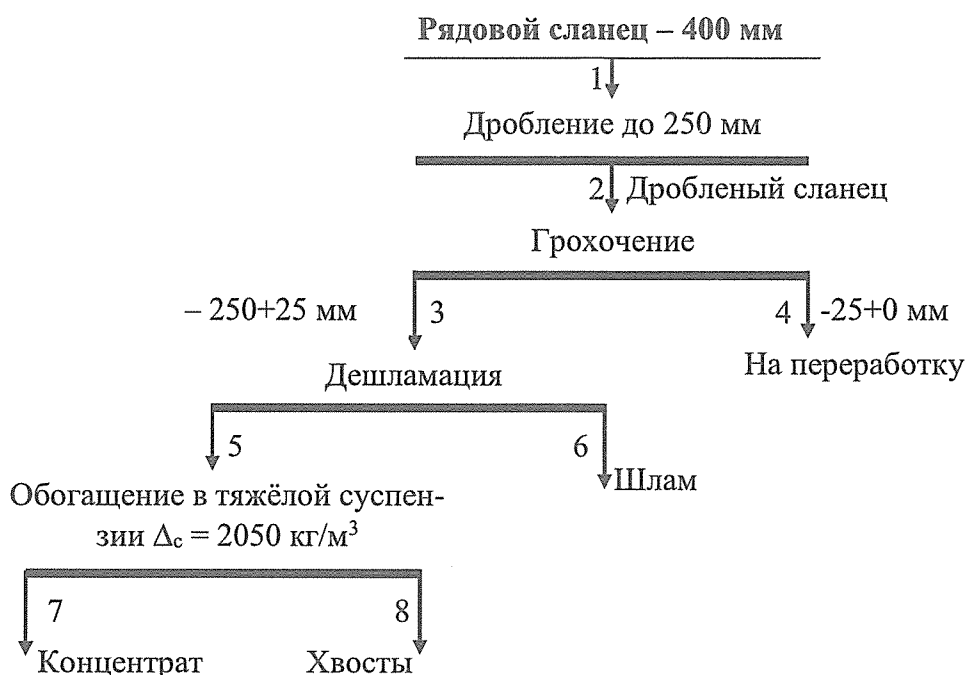 Рядовой сланец – 400 мм
1
Дробление до 250 мм
2 Дробленый сланец
Грохочение
– 250+25 мм 3 4 -25+0 мм
Дешламация На переработку
5 6
Шлам
Обогащение в тяжёлой суспен-
зии Δс = 2050 кг/м³
7 8
Концентрат Хвосты